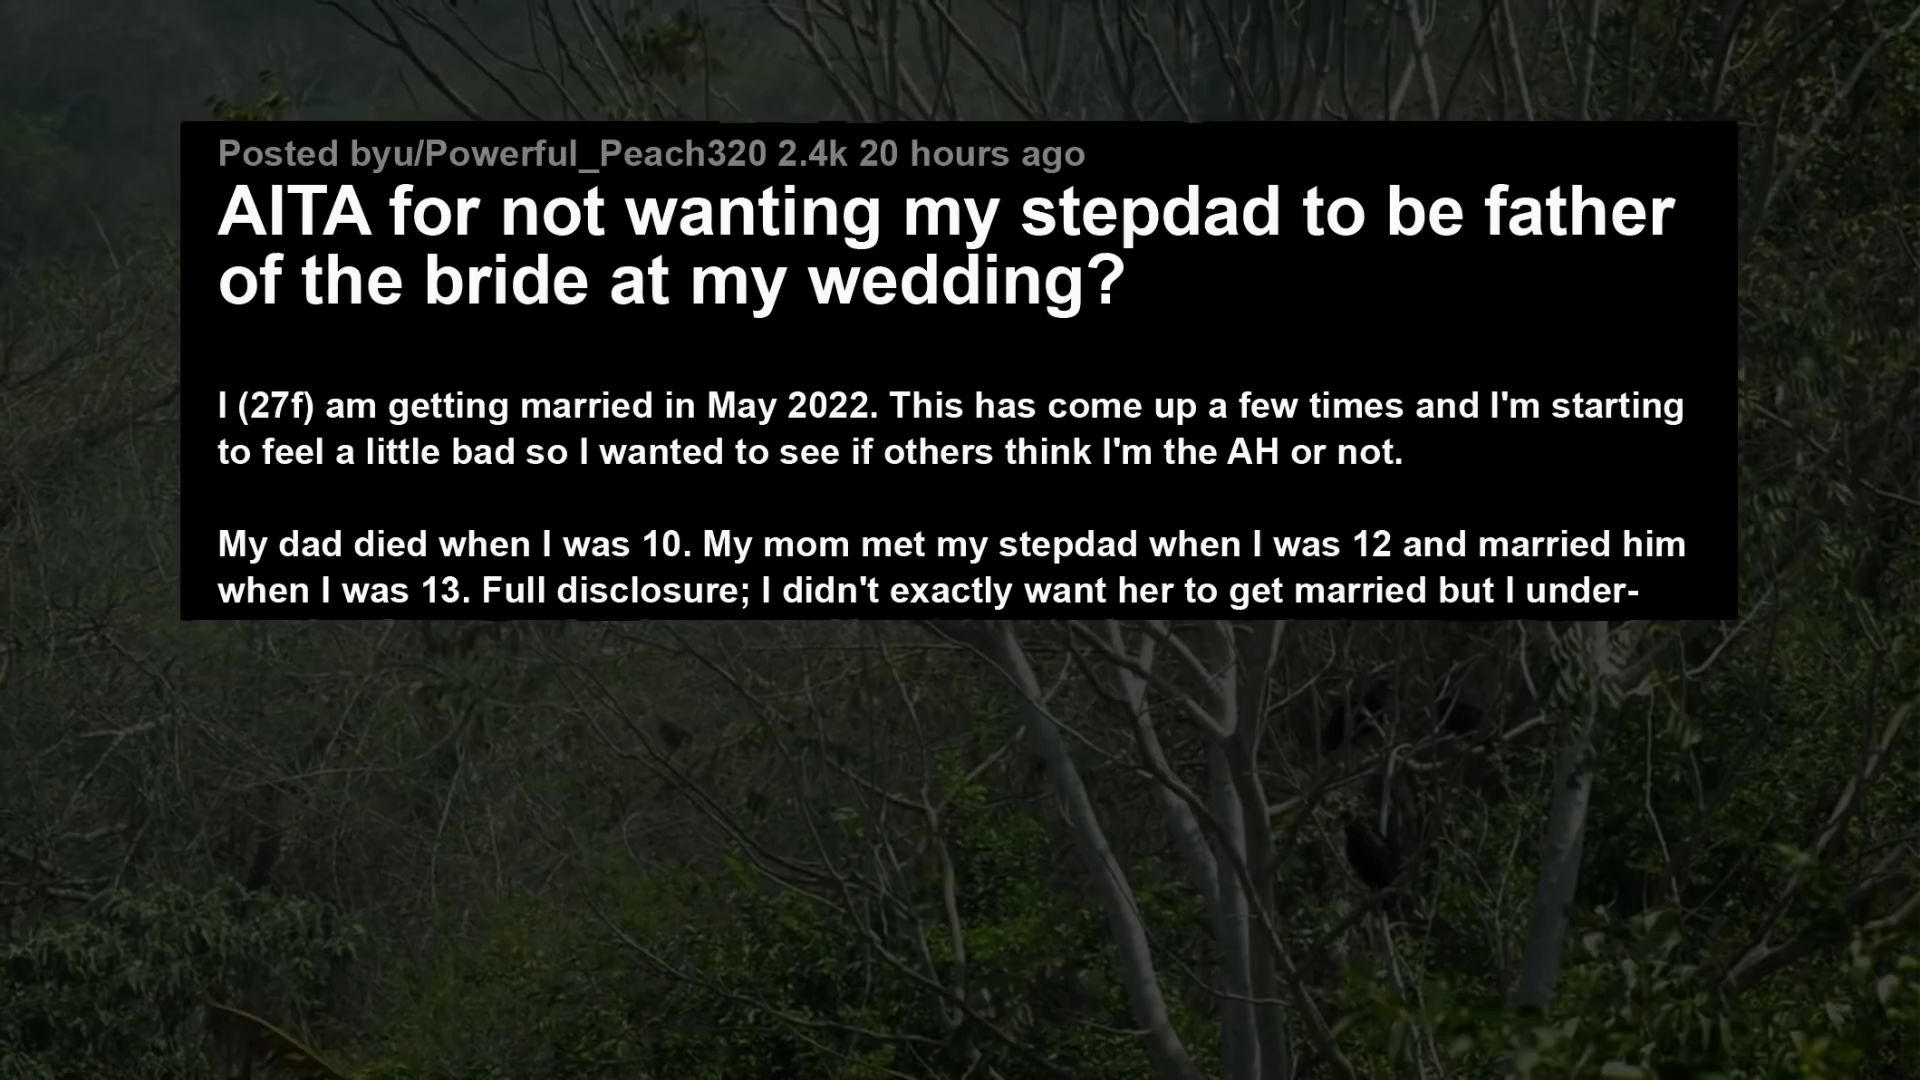 Posted byu/Powerful_Peach320 2.4k 20 hours ago
AITA for not wanting my stepdad to be father
of the bride at my wedding?
I (27f) am getting married in May 2022. This has come up a few times and I'm starting
to feel a little bad so I wanted to see if others think I'm the AH or not.
My dad died when I was 10. My mom met my stepdad when I was 12 and married him
when I was 13. Full disclosure; I didn't exactly want her to get married but I under-